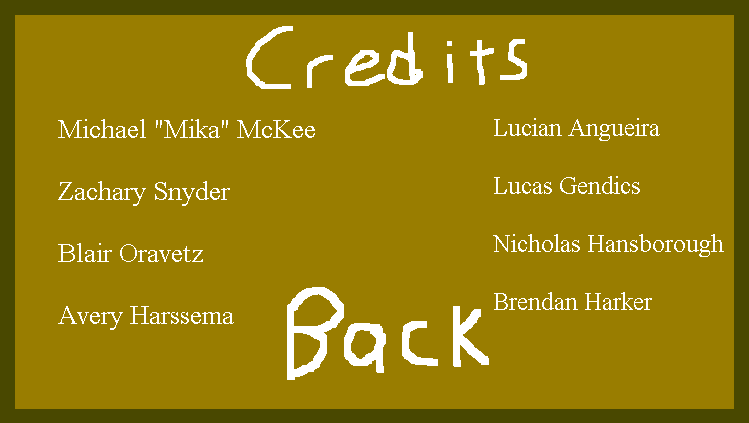 Credits
Michael "Mika" McKee
Zachary Snyder
Blair Oravetz
Avery Harssema
Lucian Angueira
Lucas Gendics
Nicholas Hansborough
Brendan Harker
Back